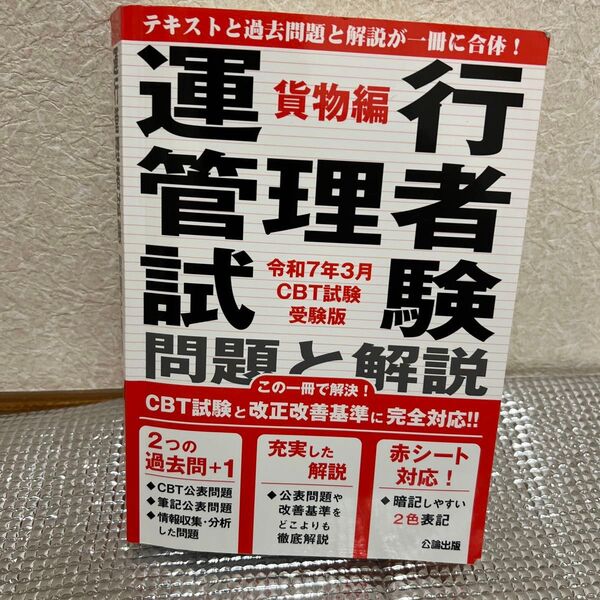 テキストと過去問題と解説が一冊に合体！
運行
貨物編
管理者
試験
令和7年3月
CBT試験
受験版
問題と解説
この一冊で解決！
CBT試験と改正改善基準に完全対応!!
2つの
過去問+1
◆CBT公表問題
◆筆記公表問題
◆情報収集・分析
した問題
充実した
解説
◆公表問題や
改善基準を
どこよりも
徹底解説
赤シート
対応！
◆暗記しやすい
2色表記
公論出版